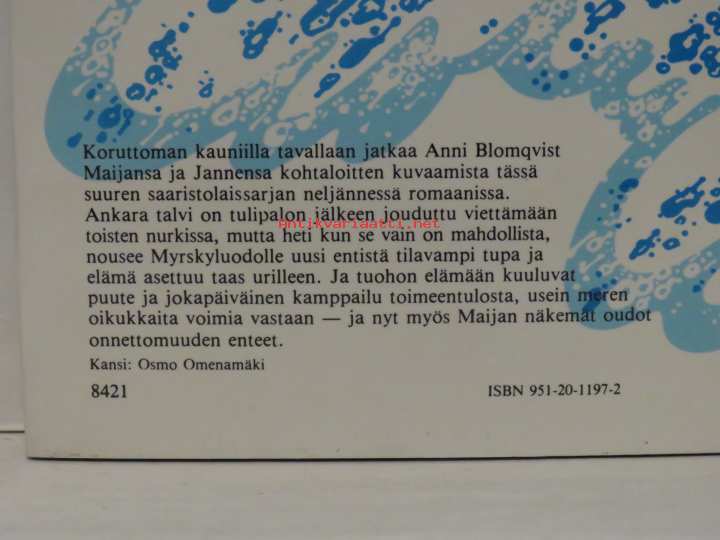 Koruttoman kauniilla tavallaan jatkaa Anni Blomqvist
Maijansa ja Jannensa kohtaloitten kuvaamista tässä
suuren saaristolaissarjan neljännessä romaanissa.
Ankara talvi on tulipalon jälkeen jouduttu viettämään
Antikvariaatti.net
toisten nurkissa, mutta heti kun se vain on mahdollista,
nousee Myrskyluodolle uusi entistä tilavampi tupa ja
elämä asettuu taas urilleen. Ja tuohon elämään kuuluvat
puute ja jokapäiväinen kamppailu toimeentulosta, usein meren
oikukkaita voimia vastaan — ja nyt myös Maijan näkemät oudot
onnettomuuden enteet.
Kansi: Osmo Omenamäki
8421
ISBN 951-20-1197-2